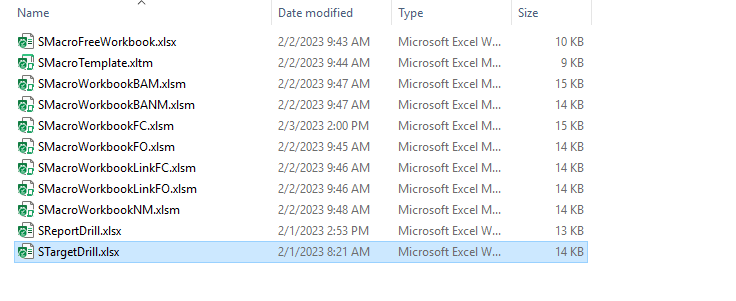 Name Date modified Type Size
SMacroFreeWorkbook.xlsx 2/2/2023 9:43 AM Microsoft Excel W... 10 KB
SMacroTemplate.xltm 2/2/2023 9:44 AM Microsoft Excel M... 9 KB
SMacroWorkbookBAM.xlsm 2/2/2023 9:47 AM Microsoft Excel M... 15 KB
SMacroWorkbookBANM.xlsm 2/2/2023 9:47 AM Microsoft Excel M... 14 KB
SMacroWorkbookFC.xlsm 2/3/2023 2:00 PM Microsoft Excel M... 15 KB
SMacroWorkbookFO.xlsm 2/2/2023 9:45 AM Microsoft Excel M... 14 KB
SMacroWorkbookLinkFC.xlsm 2/2/2023 9:46 AM Microsoft Excel M... 14 KB
SMacroWorkbookLinkFO.xlsm 2/2/2023 9:46 AM Microsoft Excel M... 14 KB
SMacroWorkbookNM.xlsm 2/2/2023 9:48 AM Microsoft Excel M... 14 KB
SReportDrill.xlsx 2/1/2023 2:53 PM Microsoft Excel W... 13 KB
STargetDrill.xlsx 2/1/2023 8:21 AM Microsoft Excel W... 14 KB